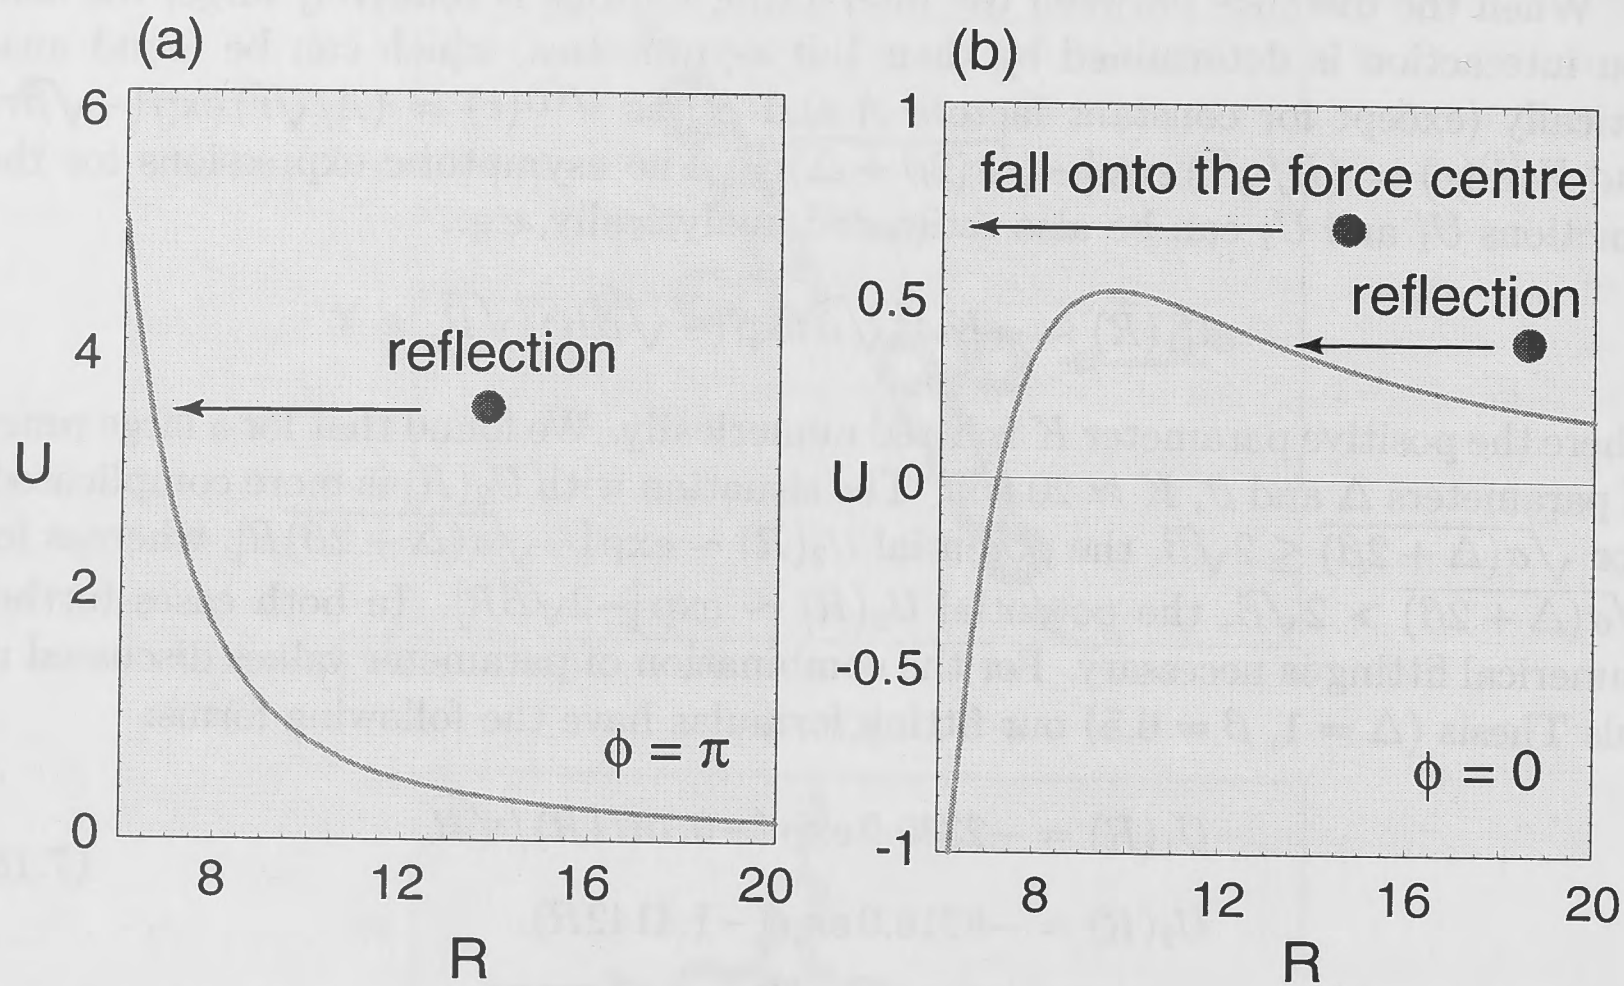 (a)
6
4
2
0
U
reflection
ϕ = π
8 12 16 20
R
(b)
1
0.5
0
-0.5
-1
U
fall onto the force centre
reflection
ϕ = 0
8 12 16 20
R